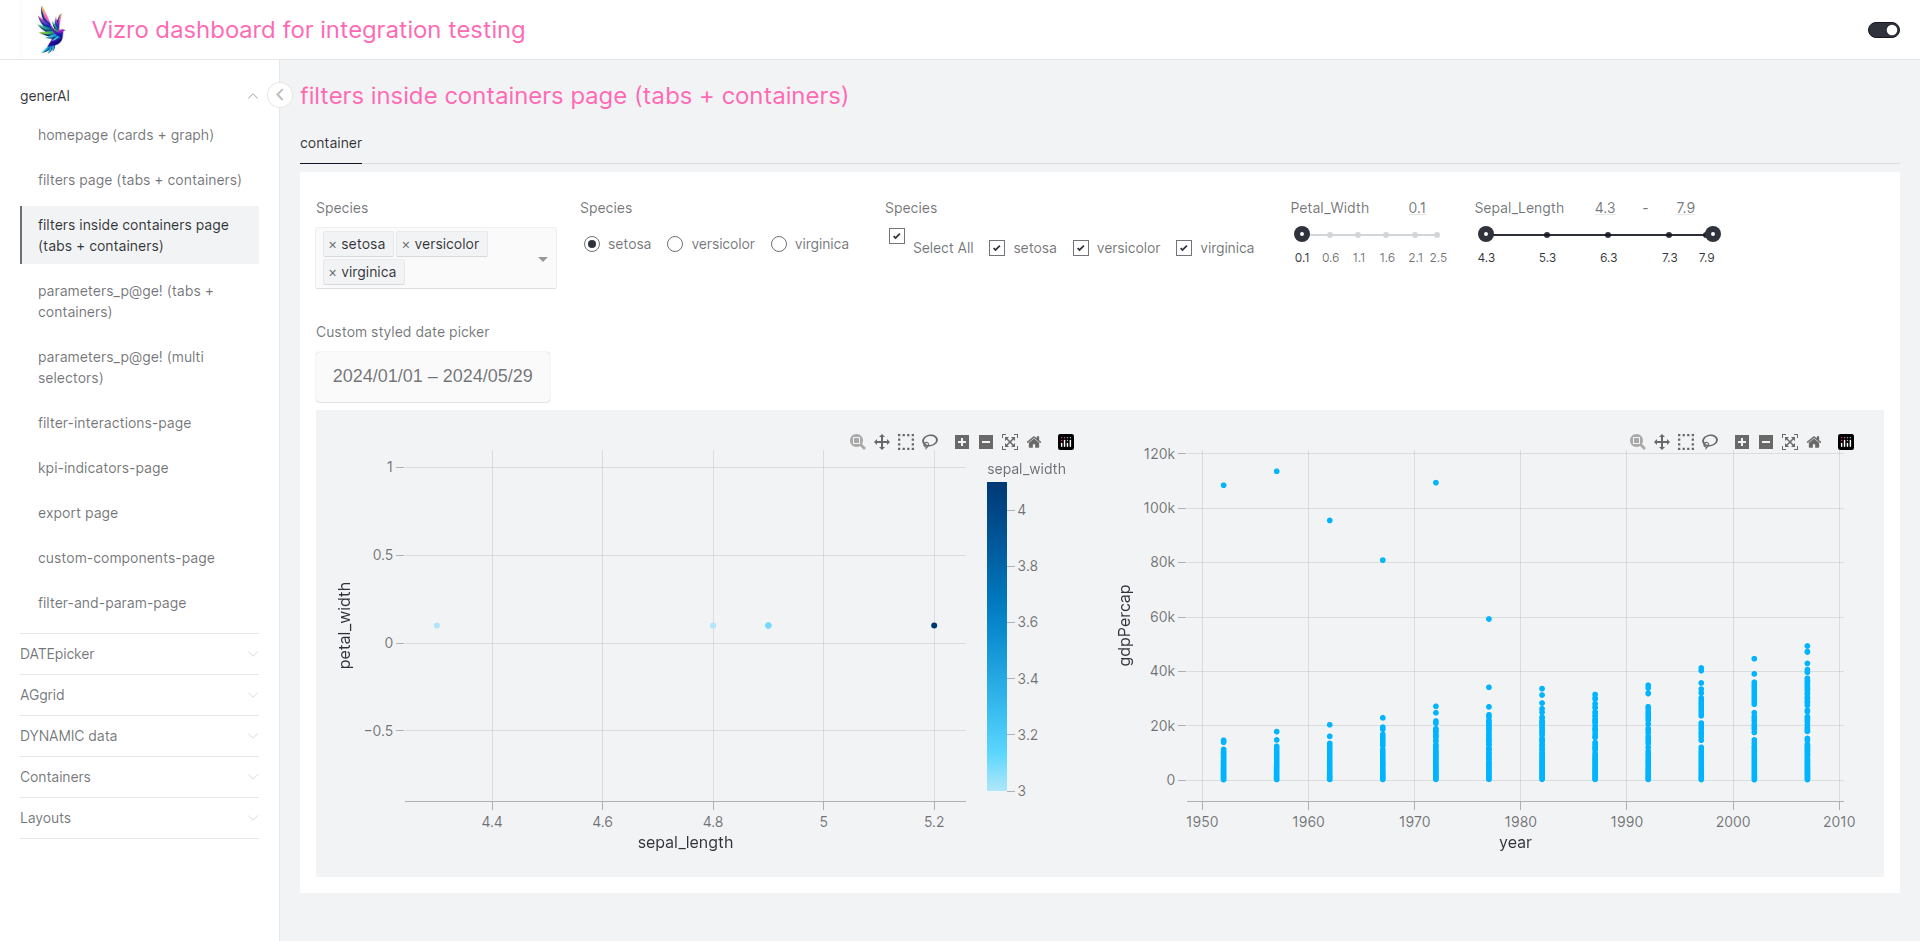 Vizro dashboard for integration testing
generAI
homepage (cards + graph)
filters page (tabs + containers)
filters inside containers page
(tabs + containers)
parameters_p@ge! (tabs +
containers)
parameters_p@ge! (multi
selectors)
filter-interactions-page
kpi-indicators-page
export page
custom-components-page
filter-and-param-page
DATEpicker
AGgrid
DYNAMIC data
Containers
Layouts
filters inside containers page (tabs + containers)
container
Species
× setosa × versicolor
× virginica
Species
setosa versicolor virginica
Species
Select All setosa versicolor virginica
Petal_Width 0.1
0.1 0.6 1.1 1.6 2.1 2.5
Sepal_Length 4.3 - 7.9
4.3 5.3 6.3 7.3 7.9
Custom styled date picker
2024/01/01 – 2024/05/29
1
0.5
0
−0.5
petal_width
4.4 4.6 4.8 5 5.2
sepal_length
sepal_width
4
3.8
3.6
3.4
3.2
3
120k
100k
80k
60k
40k
20k
0
gdpPercap
1950 1960 1970 1980 1990 2000 2010
year